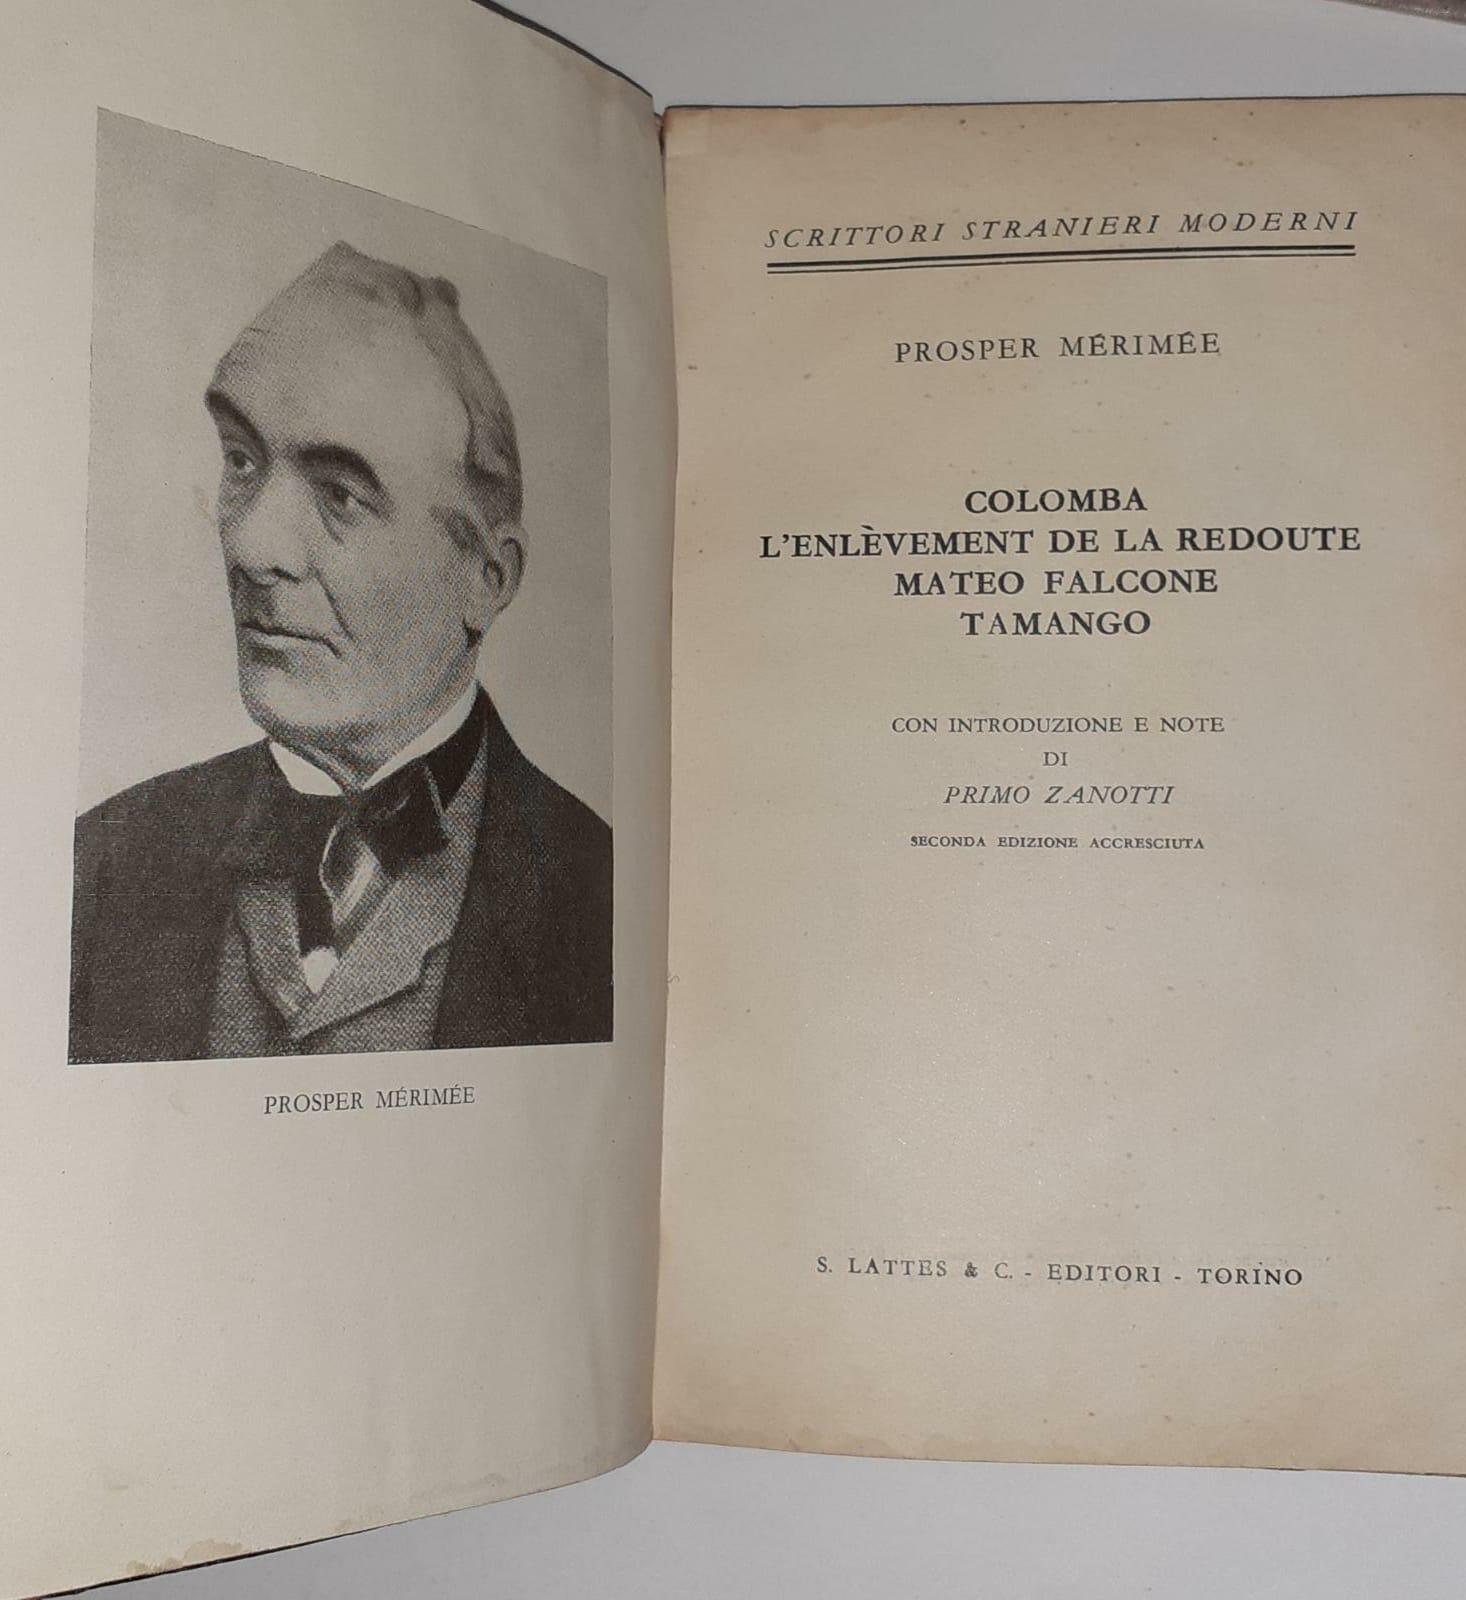 PROSPER MÉRIMÉE
SCRITTORI STRANIERI MODERNI
PROSPER MÉRIMÉE
COLOMBA
L'ENLÈVEMENT DE LA REDOUTE
MATEO FALCONE
TAMANGO
CON INTRODUZIONE E NOTE
DI
PRIMO ZANOTTI
SECONDA EDIZIONE ACCRESCIUTA
S. LATTES & C. - EDITORI - TORINO